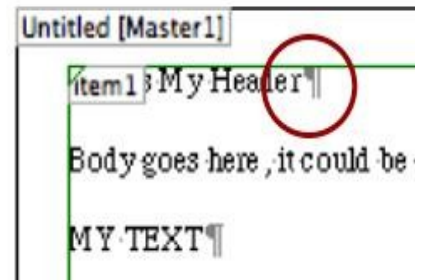 Untitled [Master1]
item1 s My Header¶
Body goes here, it could be
MY TEXT¶